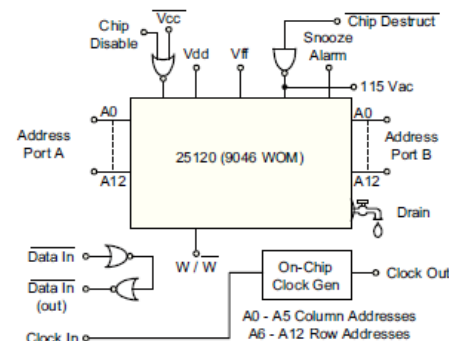 Vcc
Chip Destruct
Chip
Disable
Snooze
Alarm
Vdd
Vff
115 Vac
A0
A0
Address
Port A
25120 (9046 WOM)
Address
Port B
A12
A12
Drain
W / W
Data In
Data In
(out)
On-Chip
Clock Gen
Clock Out
A0 - A5 Column Addresses
A6 - A12 Row Addresses
Clock In